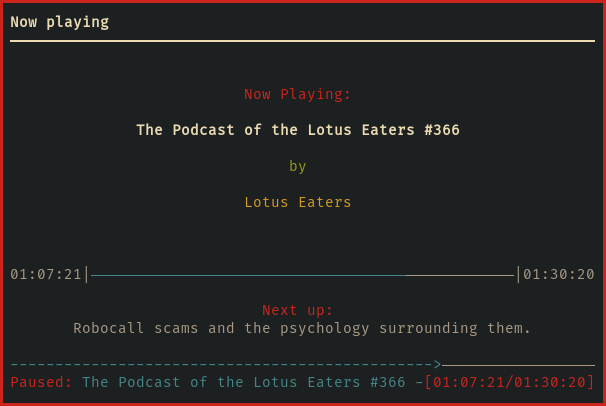 Now playing
Now Playing:
The Podcast of the Lotus Eaters #366
by
Lotus Eaters
01:07:21|────────────────────────────────|01:30:20
Next up:
Robocall scams and the psychology surrounding them.
----------------------------------------------->─────────────────
Paused: The Podcast of the Lotus Eaters #366 —[01:07:21/01:30:20]